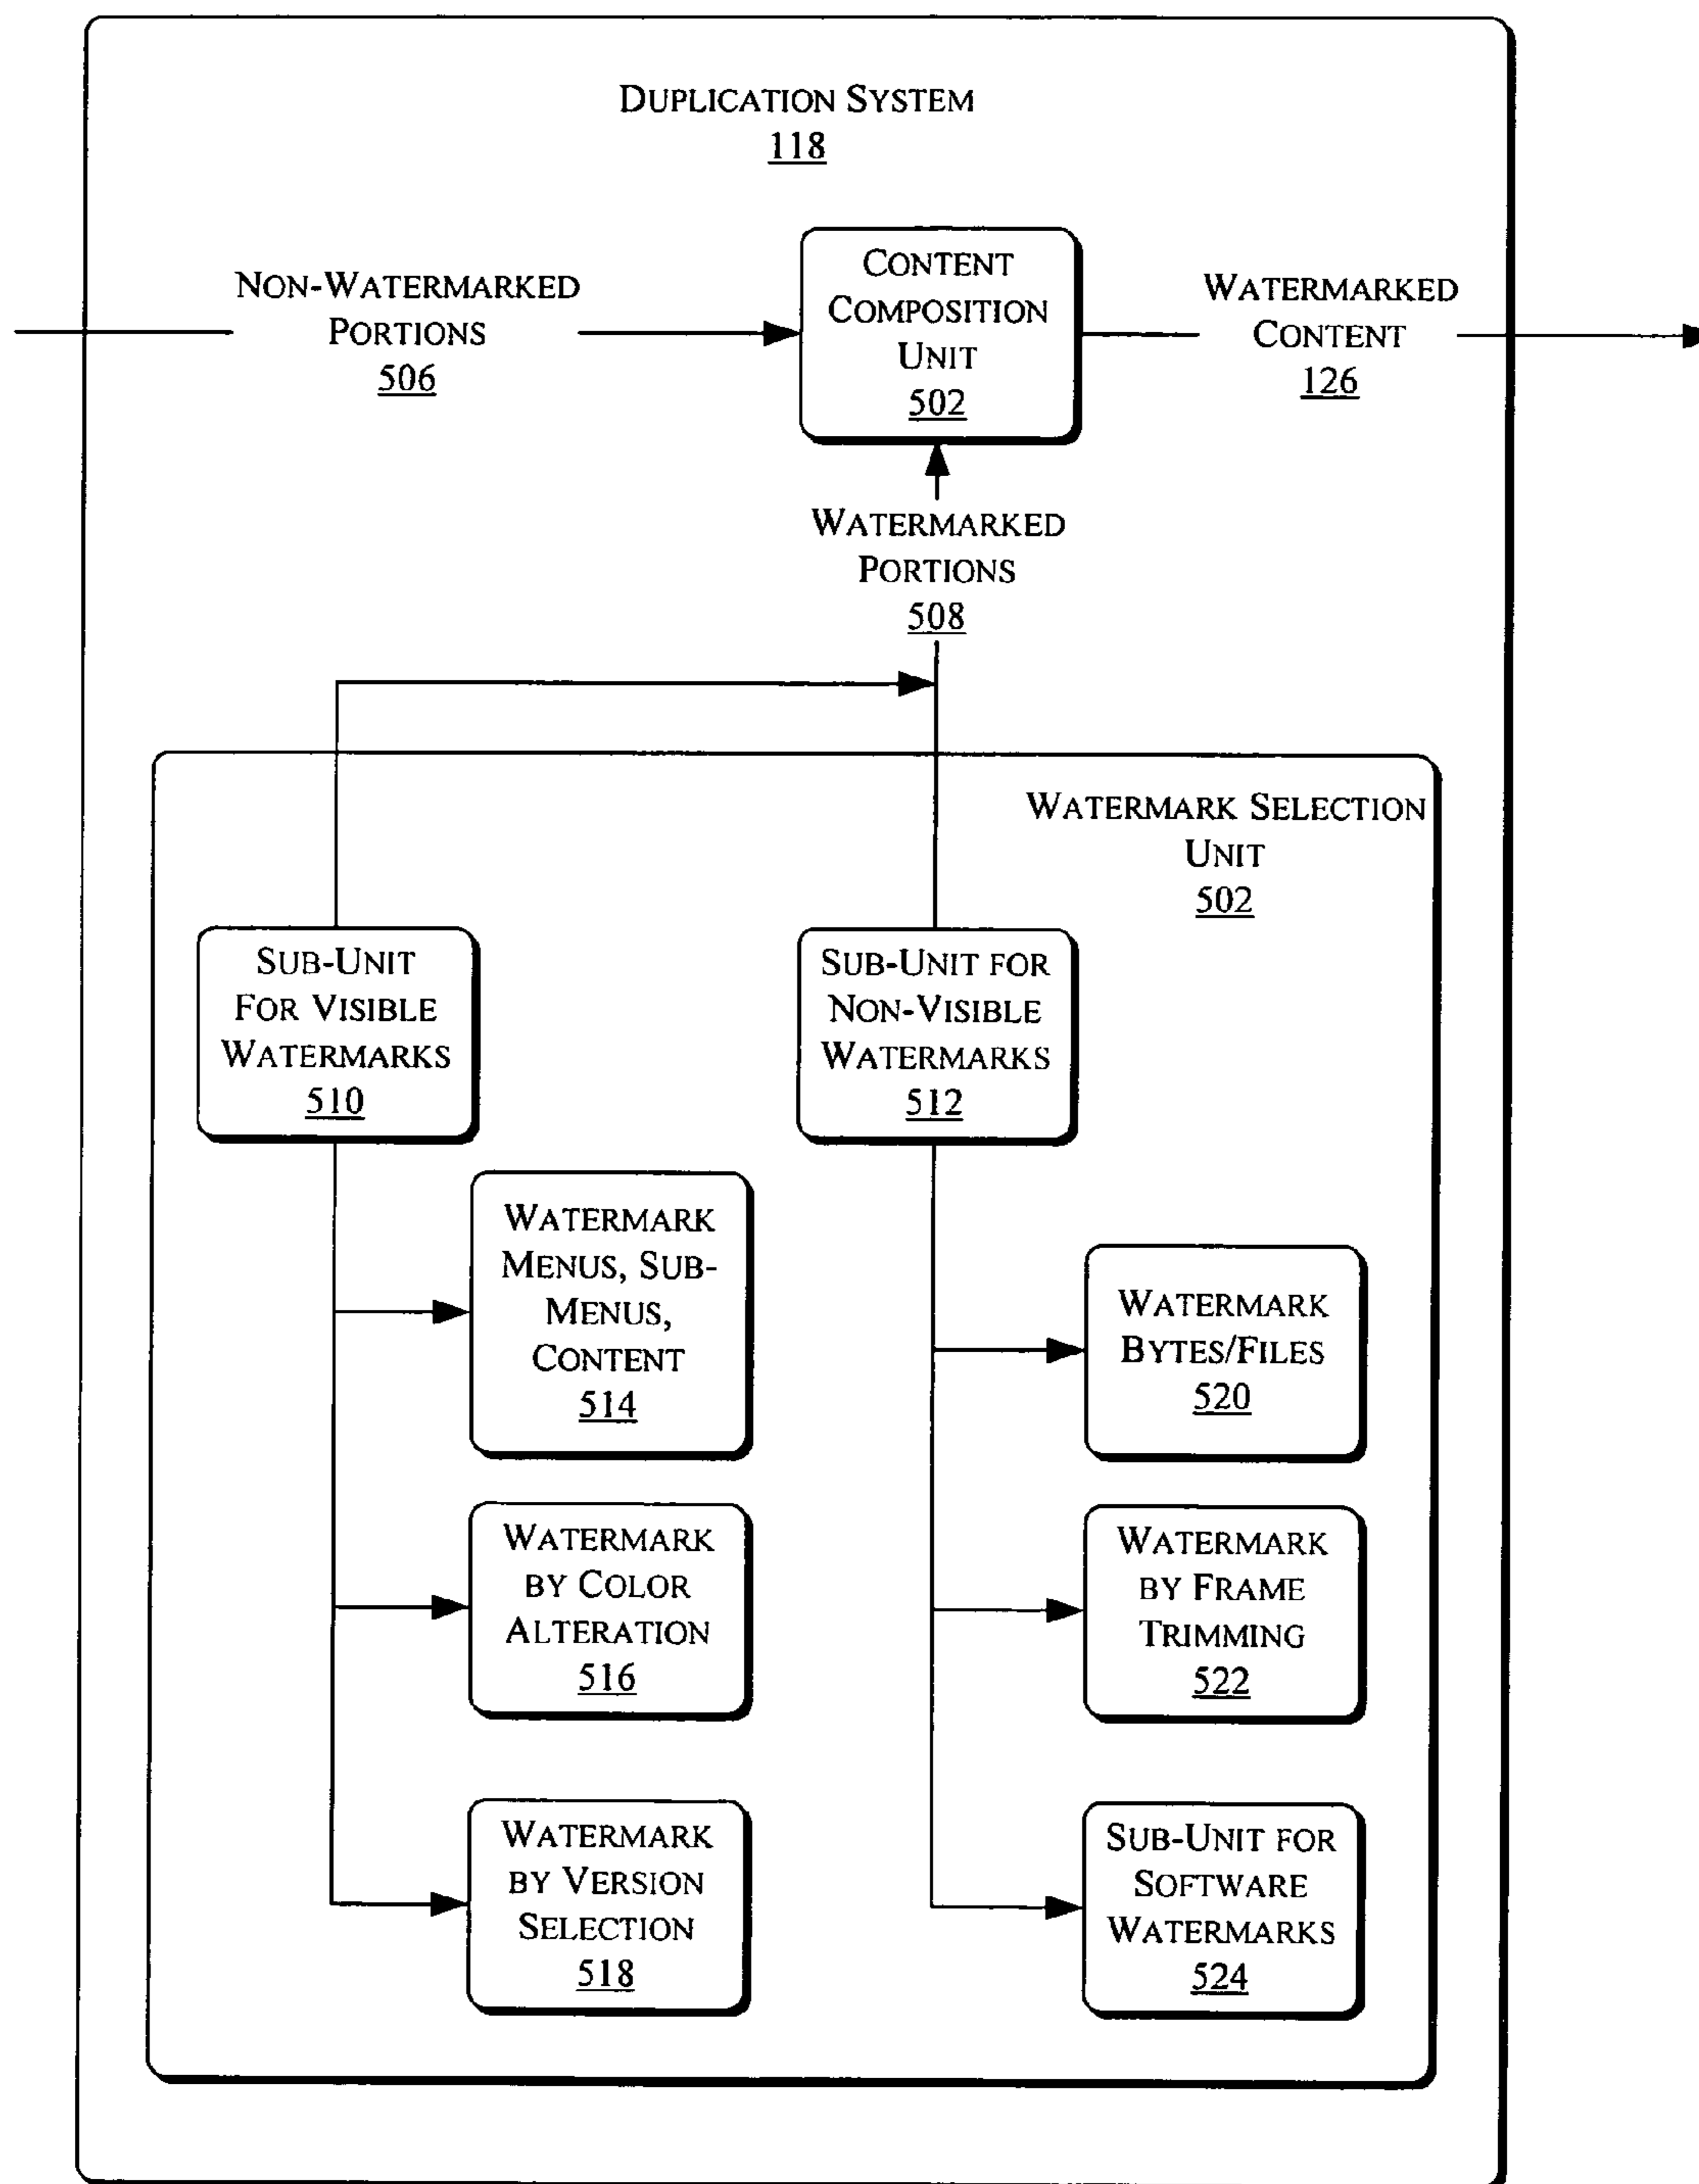 DUPLICATION SYSTEM
118
NON-WATERMARKED
PORTIONS
506
CONTENT
COMPOSITION
UNIT
502
WATERMARKED
CONTENT
126
WATERMARKED
PORTIONS
508
WATERMARK SELECTION
UNIT
502
SUB-UNIT
FOR VISIBLE
WATERMARKS
510
SUB-UNIT FOR
NON-VISIBLE
WATERMARKS
512
WATERMARK
MENUS, SUB-
MENUS,
CONTENT
514
WATERMARK
BYTES/FILES
520
WATERMARK
BY COLOR
ALTERATION
516
WATERMARK
BY FRAME
TRIMMING
522
WATERMARK
BY VERSION
SELECTION
518
SUB-UNIT FOR
SOFTWARE
WATERMARKS
524